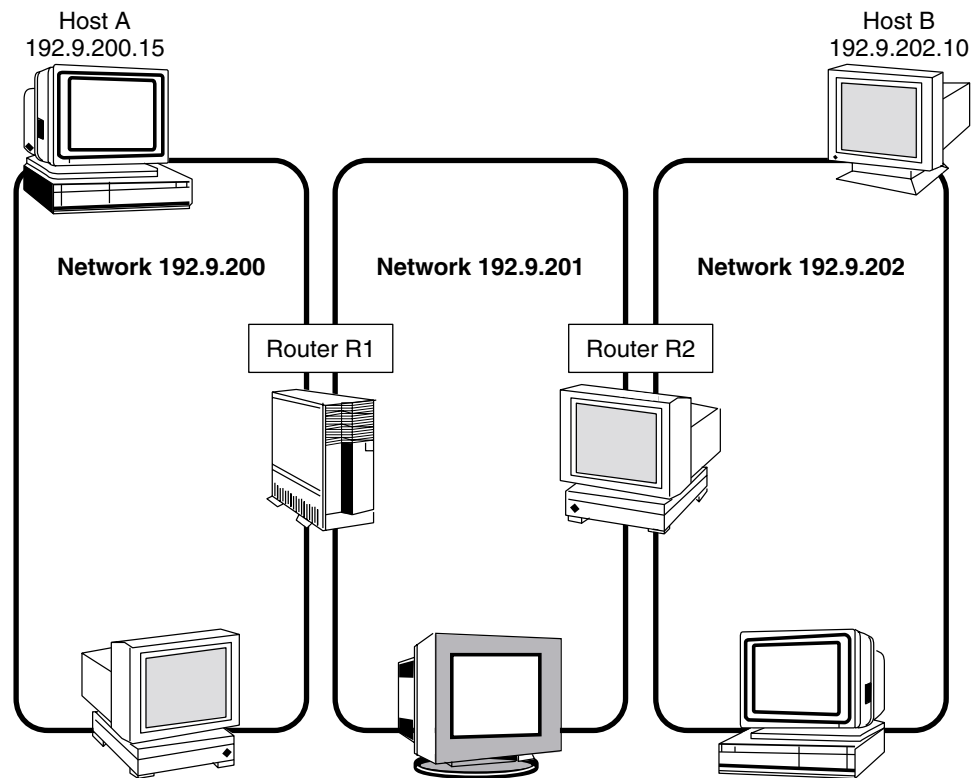 Host A
192.9.200.15
Host B
192.9.202.10
Network 192.9.200
Network 192.9.201
Network 192.9.202
Router R1
Router R2